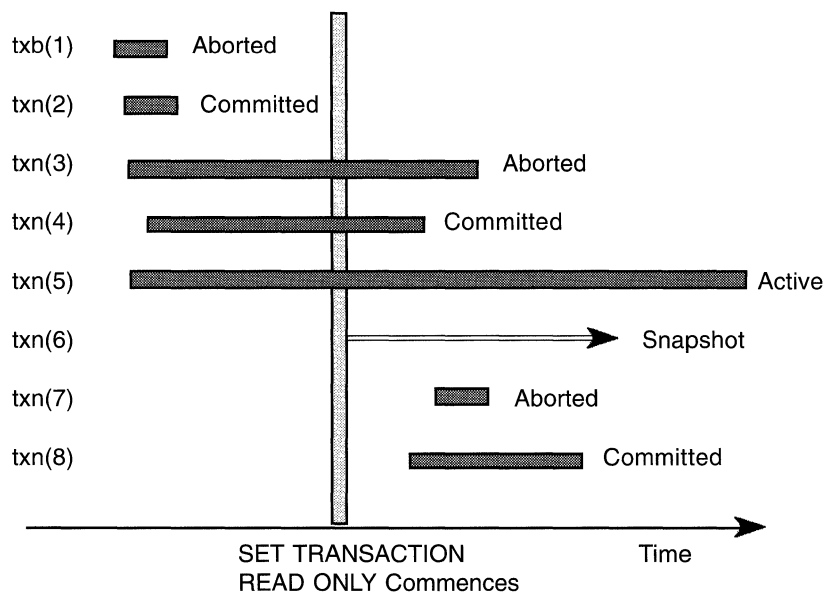 txb(1) Aborted
txn(2) Committed
txn(3) Aborted
txn(4) Committed
txn(5) Active
txn(6) Snapshot
txn(7) Aborted
txn(8) Committed
SET TRANSACTION Time
READ ONLY Commences